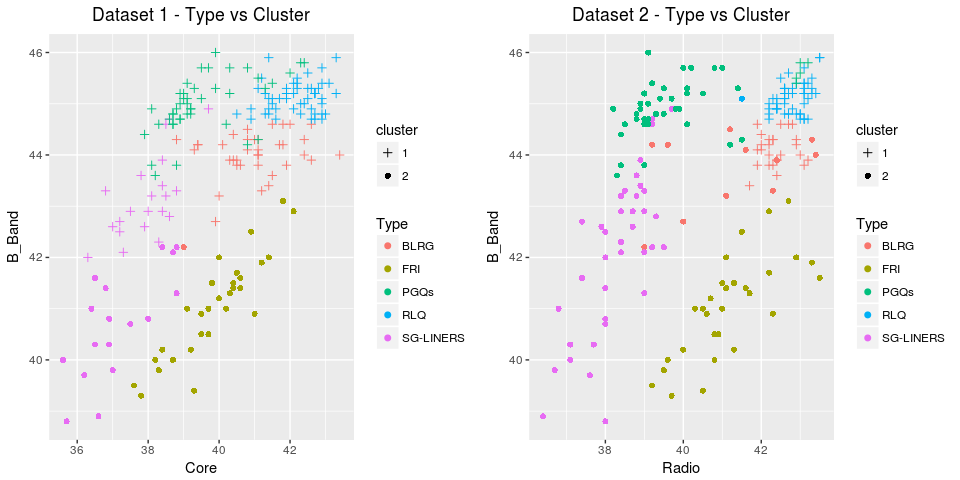 Dataset 1 - Type vs Cluster
46
44
42
40
B_Band
36
38
40
42
Core
cluster
1
2
Type
BLRG
FRI
PGQs
RLQ
SG-LINERS
Dataset 2 - Type vs Cluster
46
44
42
40
B_Band
38
40
42
Radio
cluster
1
2
Type
BLRG
FRI
PGQs
RLQ
SG-LINERS